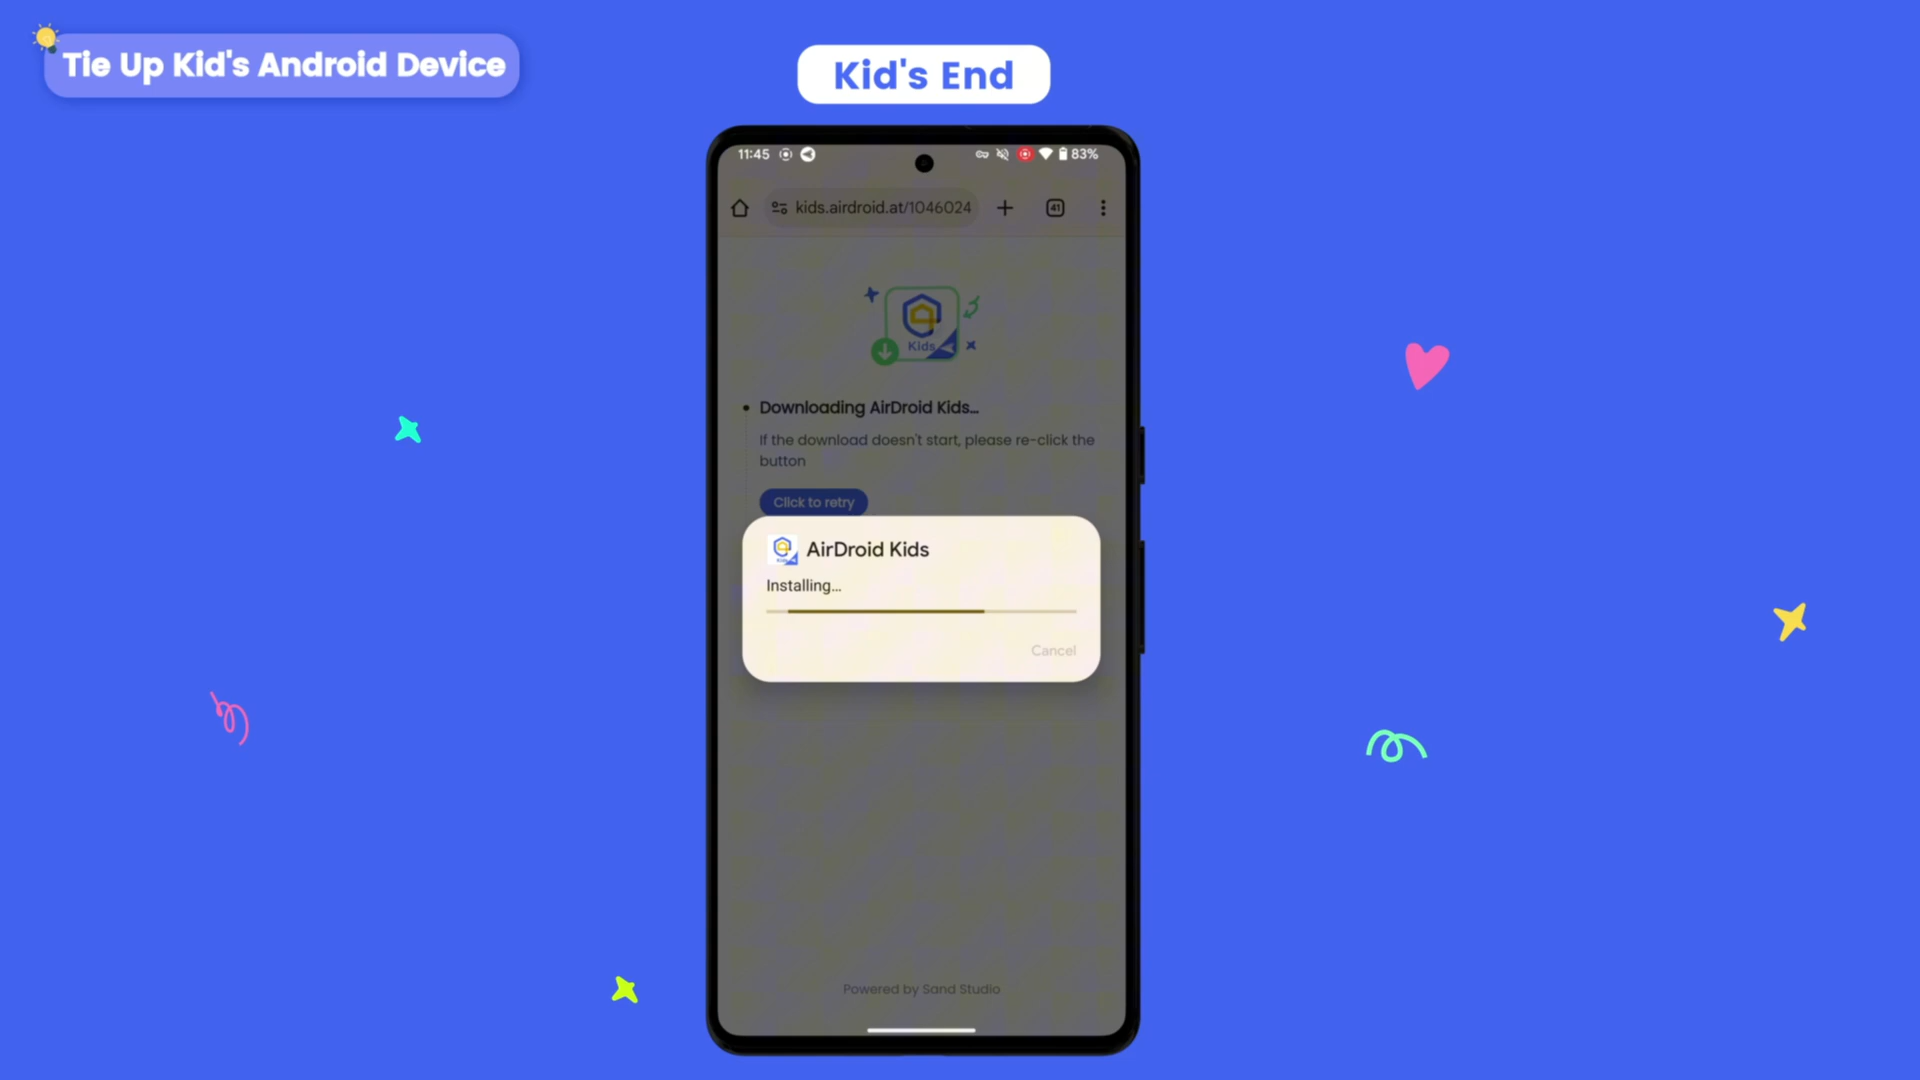 Tie Up Kid's Android Device
Kid's End
11:45
83%
kids.airdroid.at/1046024
41
Kids
Downloading AirDroid Kids...
If the download doesn't start, please re-click the
button
Click to retry
AirDroid Kids
Installing...
Cancel
Powered by Sand Studio